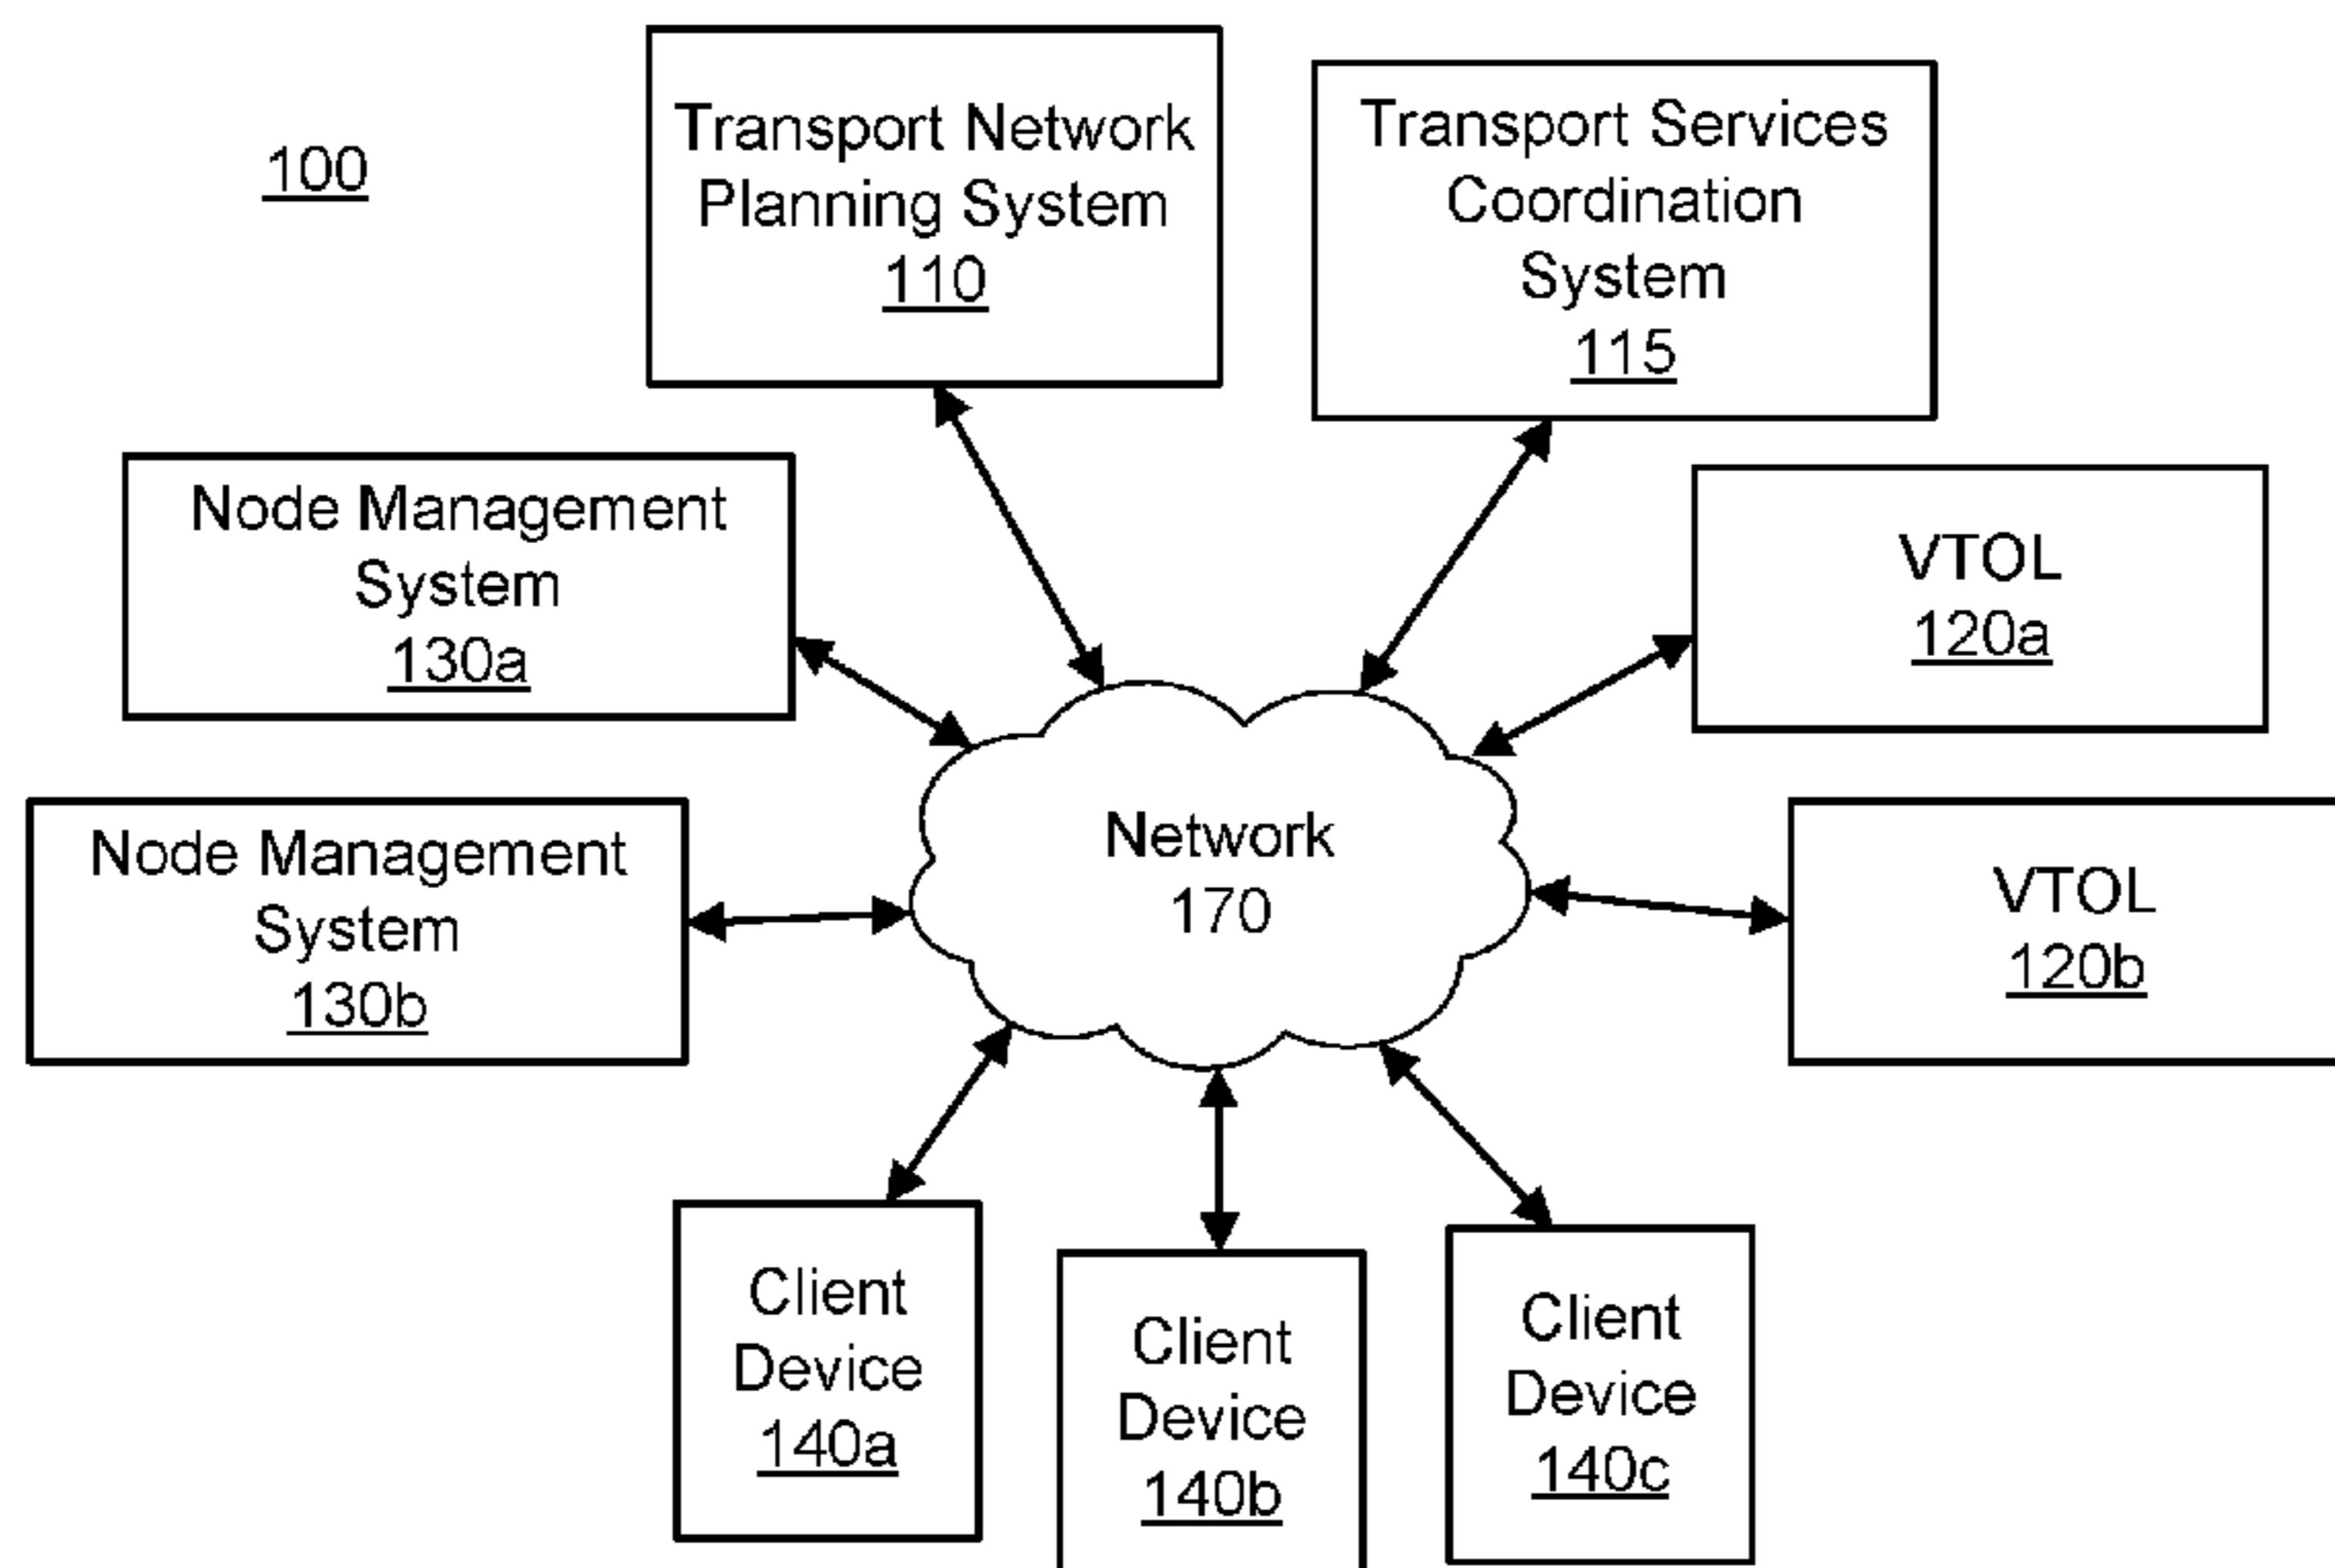 100
Transport Network
Planning System
110
Transport Services
Coordination
System
115
Node Management
System
130a
VTOL
120a
Node Management
System
130b
Network
170
VTOL
120b
Client
Device
140a
Client
Device
140b
Client
Device
140c